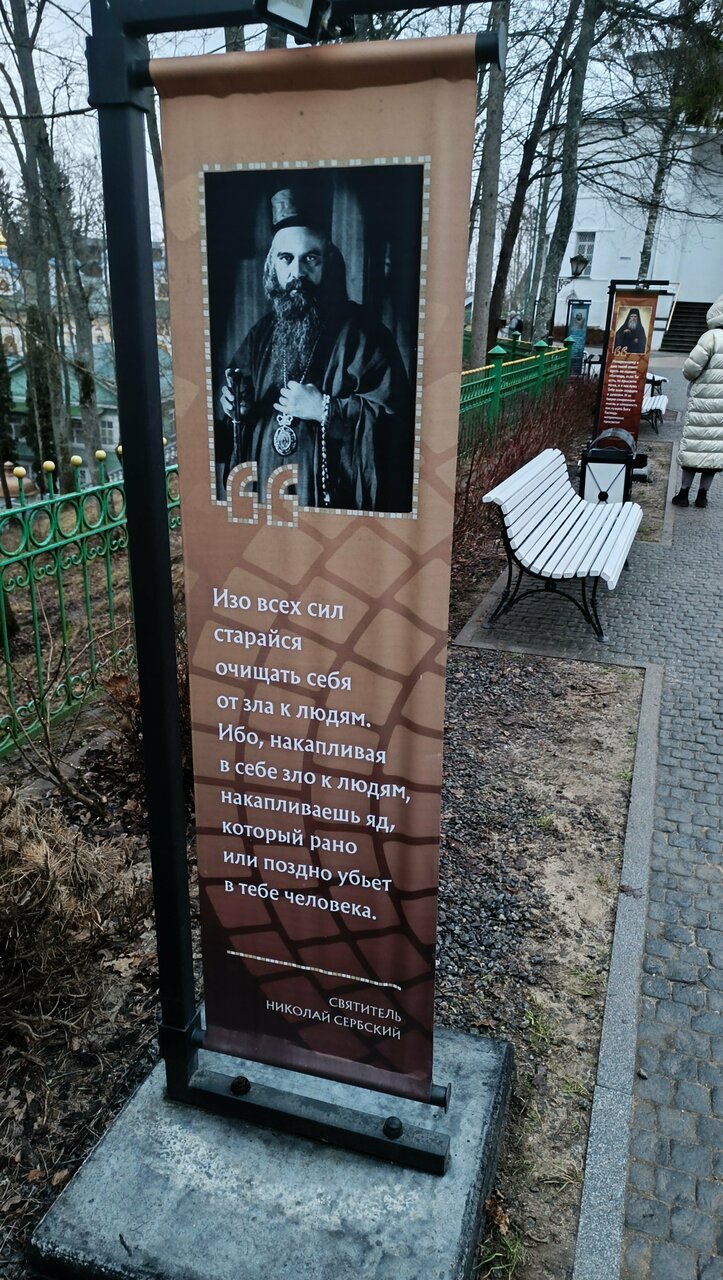 Изо всех сил
старайся
очищать себя
от зла к людям.
Ибо, накапливая
в себе зло к людям,
накапливаешь яд,
который рано
или поздно убьет
в тебе человека.
СВЯТИТЕЛЬ
НИКОЛАЙ СЕРБСКИЙ